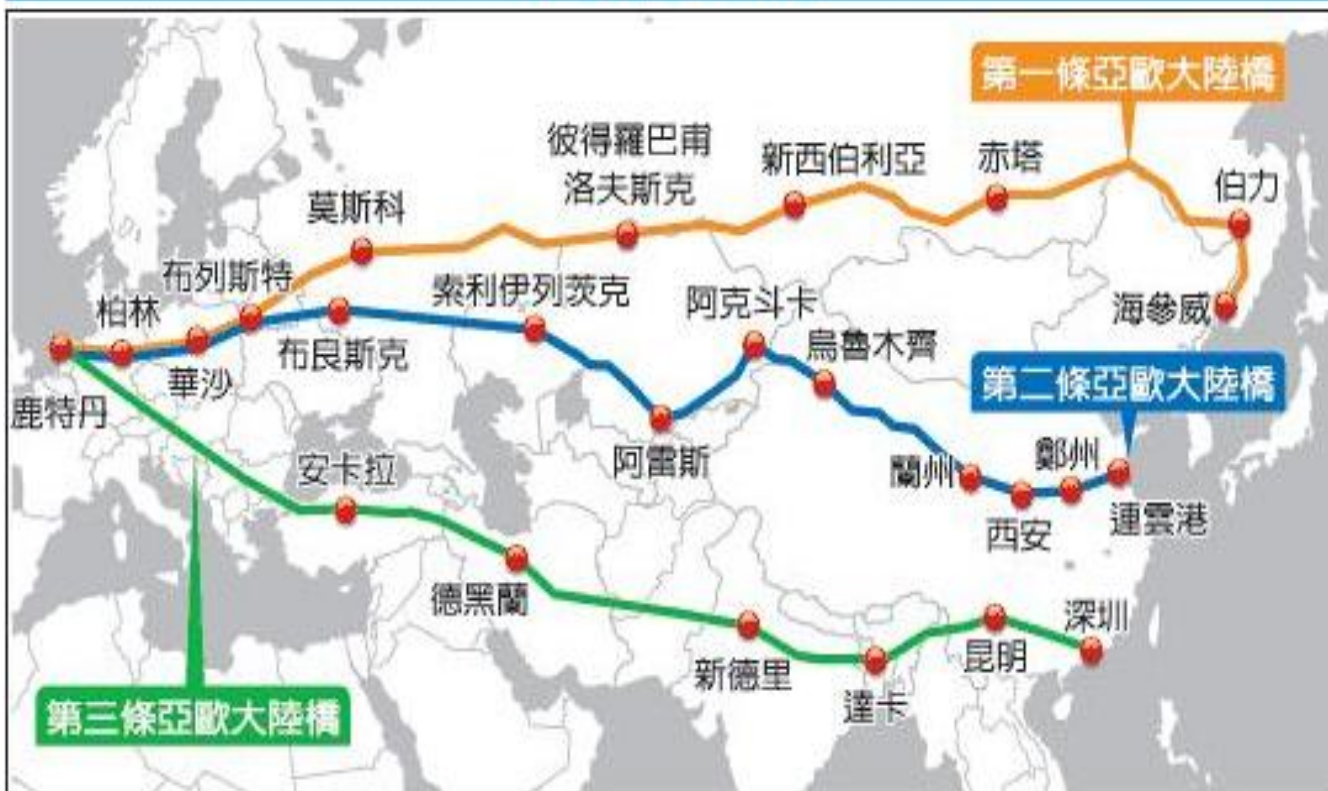 第一條亞歐大陸橋
彼得羅巴甫
洛夫斯克
新西伯利亞
赤塔
伯力
莫斯科
布列斯特
柏林
索利伊列茨克
阿克斗卡
海參威
華沙
布良斯克
烏魯木齊
第二條亞歐大陸橋
鹿特丹
安卡拉
阿雷斯
蘭州
鄭州
西安
連雲港
德黑蘭
新德里
達卡
昆明
深圳
第三條亞歐大陸橋